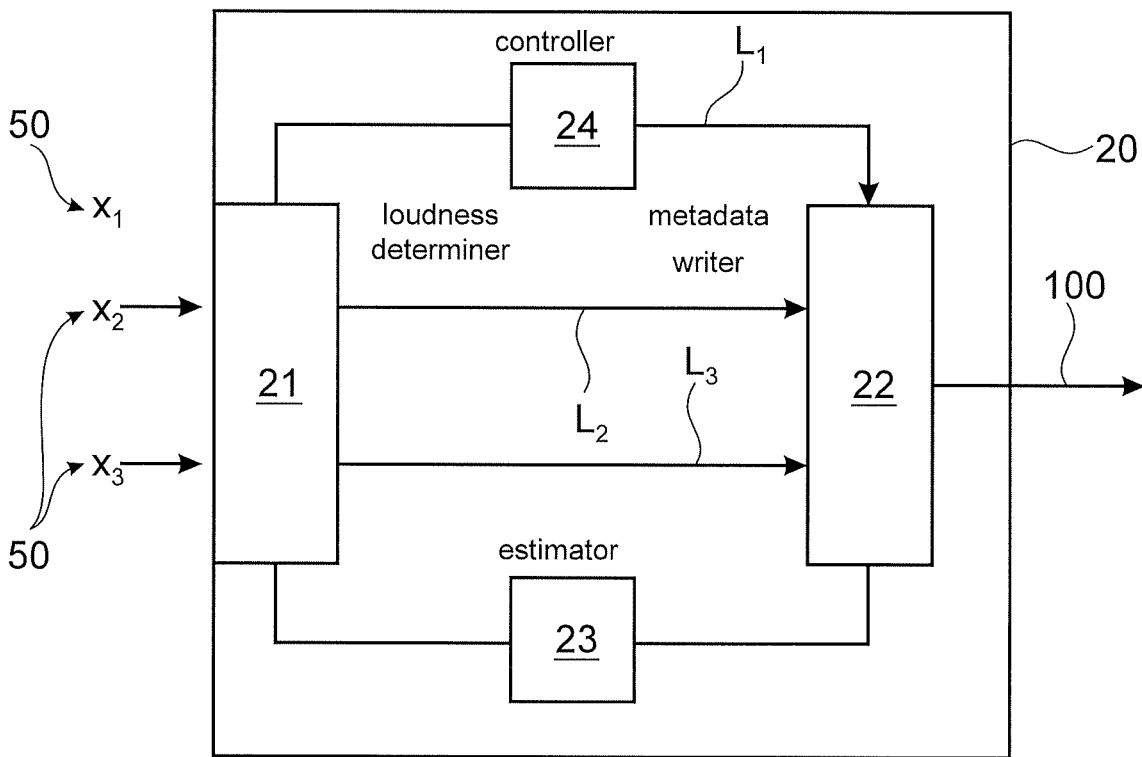 controller
L₁
50
24
20
x₁
loudness
determiner
metadata
writer
x₂
100
L₃
21
22
L₂
x₃
50
estimator
23